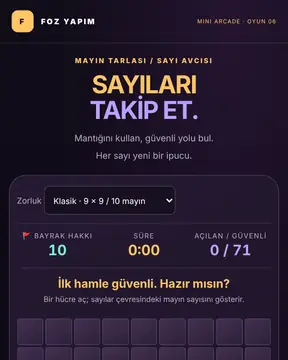 F FOZ YAPIM MINI ARCADE · OYUN 06
MAYIN TARLASI / SAYI AVCISI
SAYILARI
TAKİP ET.
Mantığını kullan, güvenli yolu bul.
Her sayı yeni bir ipucu.
Zorluk Klasik · 9 × 9 / 10 mayın
🚩 BAYRAK HAKKI SÜRE AÇILAN / GÜVENLİ
10 0:00 0 / 71
İlk hamle güvenli. Hazır mısın?
Bir hücre aç; sayılar çevresindeki mayın sayısını gösterir.